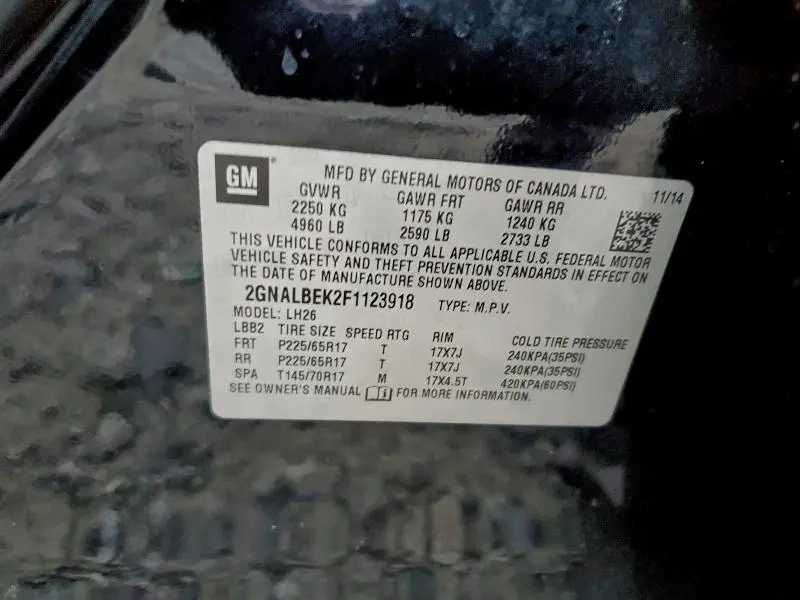 GM® MFD BY GENERAL MOTORS OF CANADA LTD. 11/14
GVWR GAWR FRT GAWR RR
2250 KG 1175 KG 1240 KG
4960 LB 2590 LB 2733 LB
THIS VEHICLE CONFORMS TO ALL APPLICABLE U.S. FEDERAL MOTOR
VEHICLE SAFETY AND THEFT PREVENTION STANDARDS IN EFFECT ON
THE DATE OF MANUFACTURE SHOWN ABOVE.
2GNALBEK2F1123918 TYPE: M.P.V.
MODEL: LH26
LBB2 TIRE SIZE SPEED RTG RIM COLD TIRE PRESSURE
FRT P225/65R17 T 17X7J 240KPA(35PSI)
RR P225/65R17 T 17X7J 240KPA(35PSI)
SPA T145/70R17 M 17X4.5T 420KPA(60PSI)
SEE OWNER'S MANUAL FOR MORE INFORMATION.